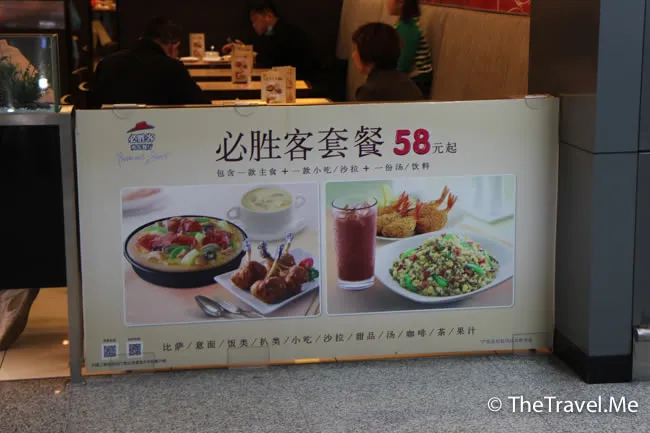 必胜客
必胜客套餐 58元起
包含一款主食 + 一款小吃/沙拉 + 一份汤/饮料
比萨/意面/饭类/扒类/小吃/沙拉/甜品/汤/咖啡/茶/果汁
© TheTravel.Me